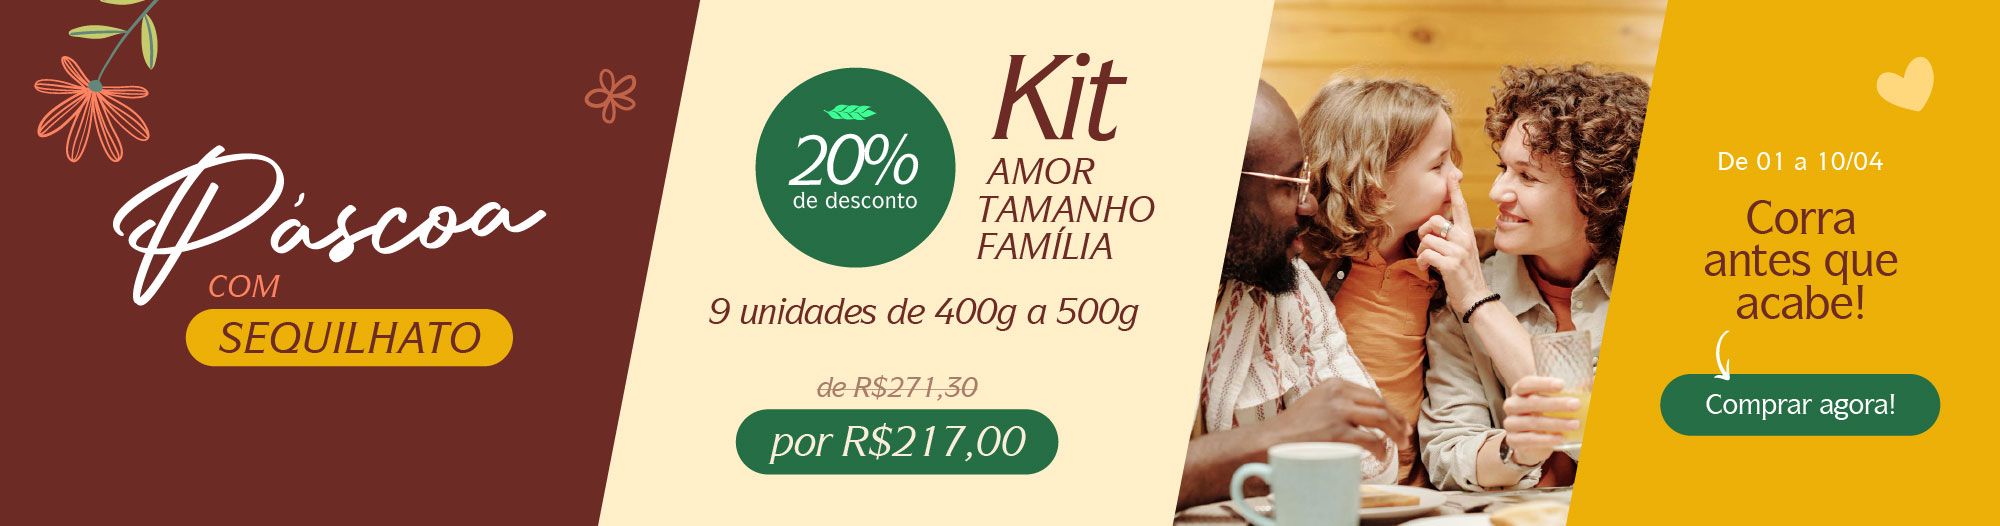 Páscoa
COM
SEQUILHATO
20%
de desconto
Kit
AMOR
TAMANHO
FAMÍLIA
9 unidades de 400g a 500g
de R$271,30
por R$217,00
De 01 a 10/04
Corra
antes que
acabe!
Comprar agora!